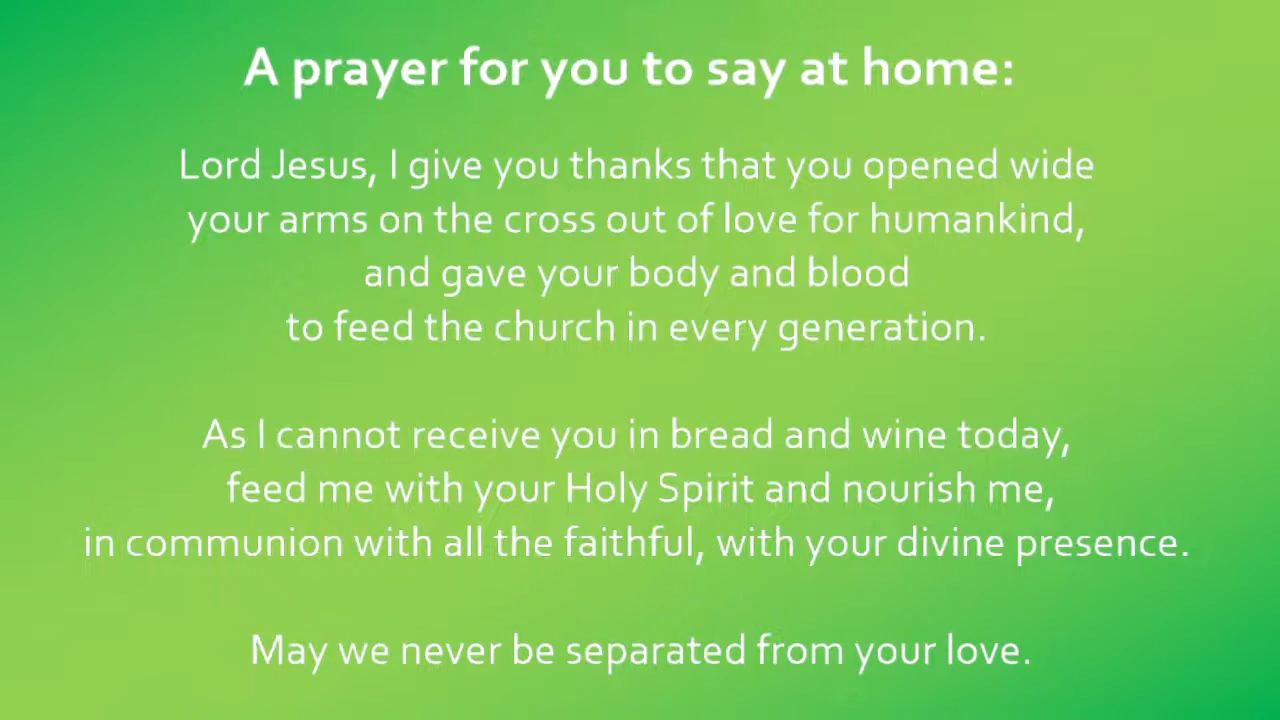 A prayer for you to say at home:
Lord Jesus, I give you thanks that you opened wide
your arms on the cross out of love for humankind,
and gave your body and blood
to feed the church in every generation.
As I cannot receive you in bread and wine today,
feed me with your Holy Spirit and nourish me,
in communion with all the faithful, with your divine presence.
May we never be separated from your love.